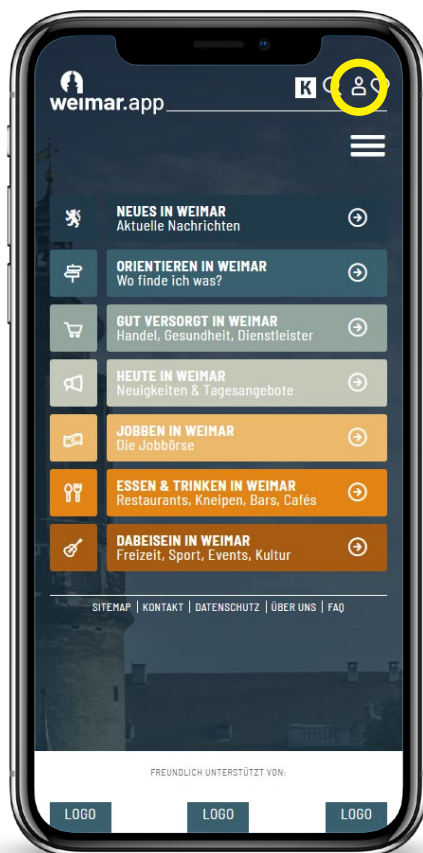 K
weimar.app
NEUES IN WEIMAR
Aktuelle Nachrichten
ORIENTIEREN IN WEIMAR
Wo finde ich was?
GUT VERSORGT IN WEIMAR
Handel, Gesundheit, Dienstleister
HEUTE IN WEIMAR
Neuigkeiten & Tagesangebote
JOBBEN IN WEIMAR
Die Jobbörse
ESSEN & TRINKEN IN WEIMAR
Restaurants, Kneipen, Bars, Cafés
DABEISEIN IN WEIMAR
Freizeit, Sport, Events, Kultur
SITEMAP | KONTAKT | DATENSCHUTZ | ÜBER UNS | FAQ
FREUNDLICH UNTERSTÜTZT VON:
LOGO LOGO LOGO